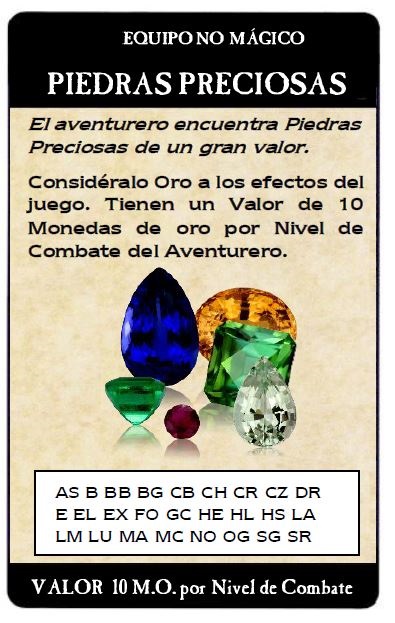 EQUIPO NO MÁGICO
PIEDRAS PRECIOSAS
El aventurero encuentra Piedras
Preciosas de un gran valor.
Considéralo Oro a los efectos del
juego. Tienen un Valor de 10
Monedas de oro por Nivel de
Combate del Aventurero.
AS B BB BG CB CH CR CZ DR
E EL EX FO GC HE HL HS LA
LM LU MA MC NO OG SG SR
VALOR 10 M.O. por Nivel de Combate